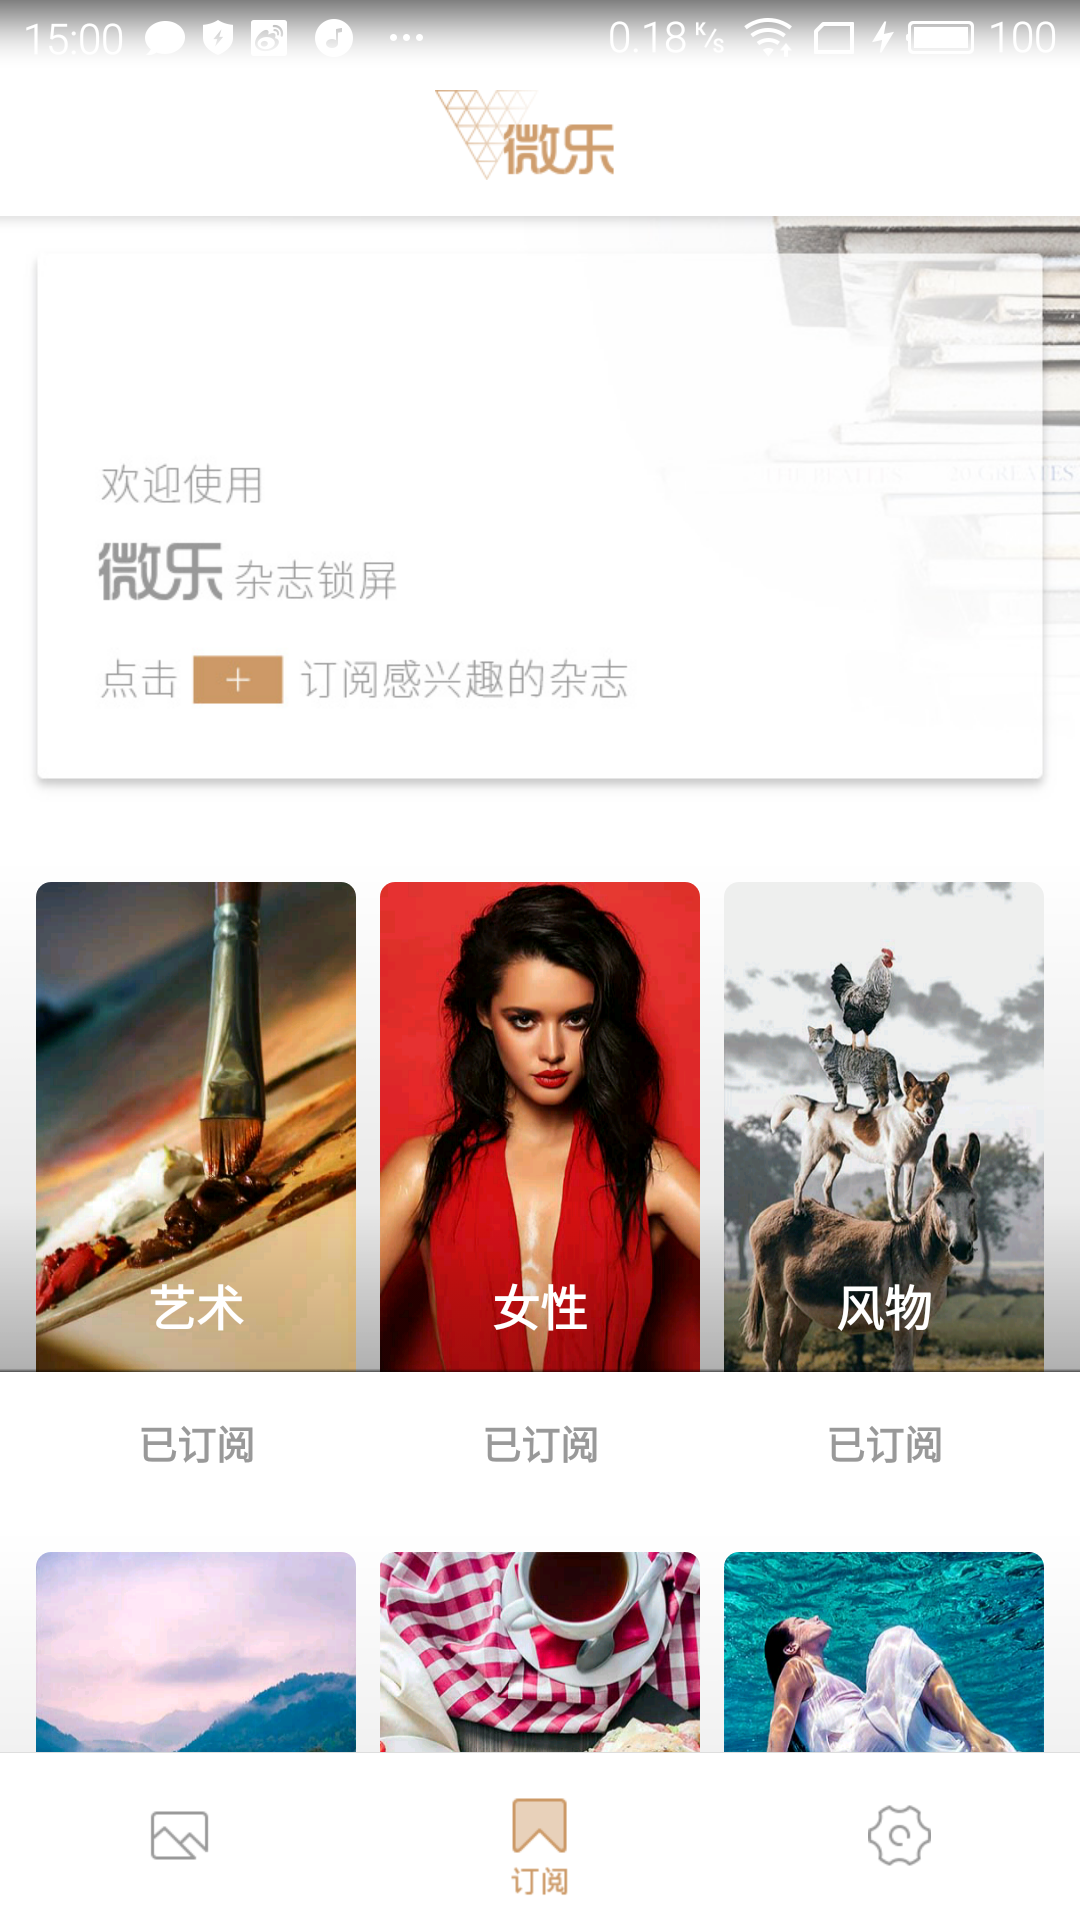 15:00
0.18 K/s
100
微乐
欢迎使用
微乐 杂志锁屏
点击 + 订阅感兴趣的杂志
艺术
女性
风物
已订阅
已订阅
已订阅
订阅